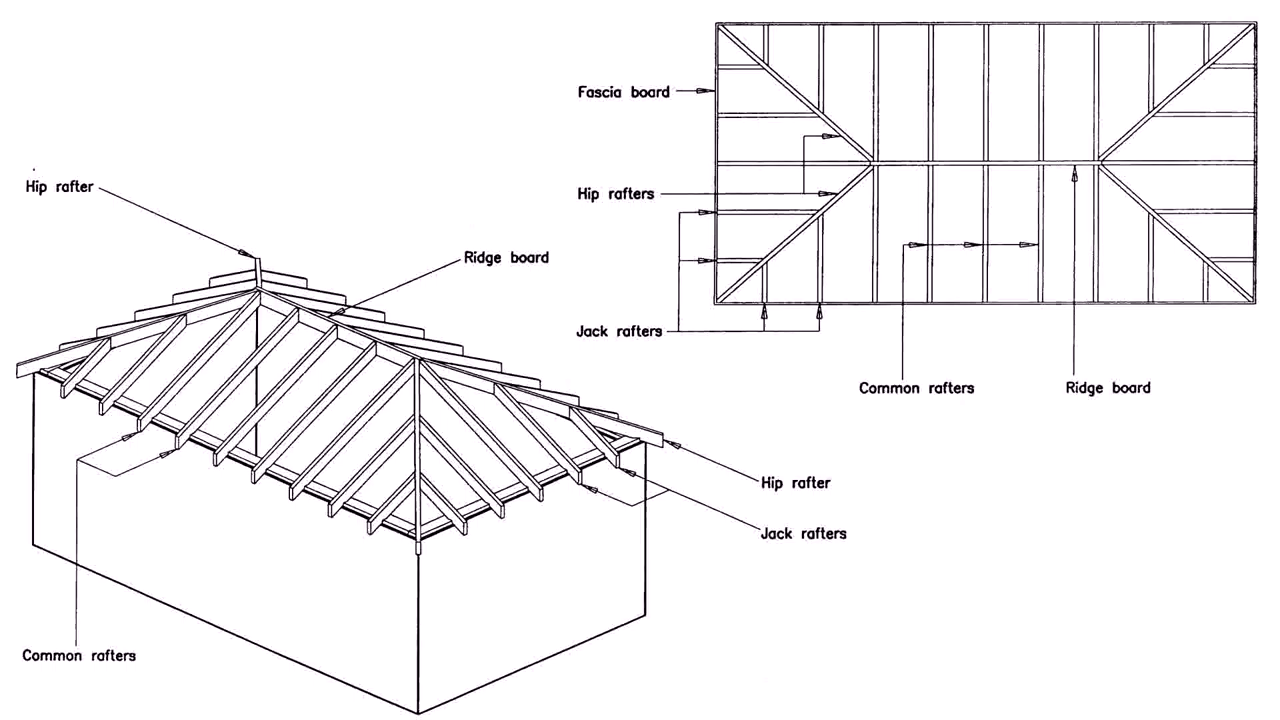 Fascia board
Hip rafter
Hip rafters
Ridge board
Jack rafters
Common rafters
Ridge board
Hip rafter
Jack rafters
Common rafters